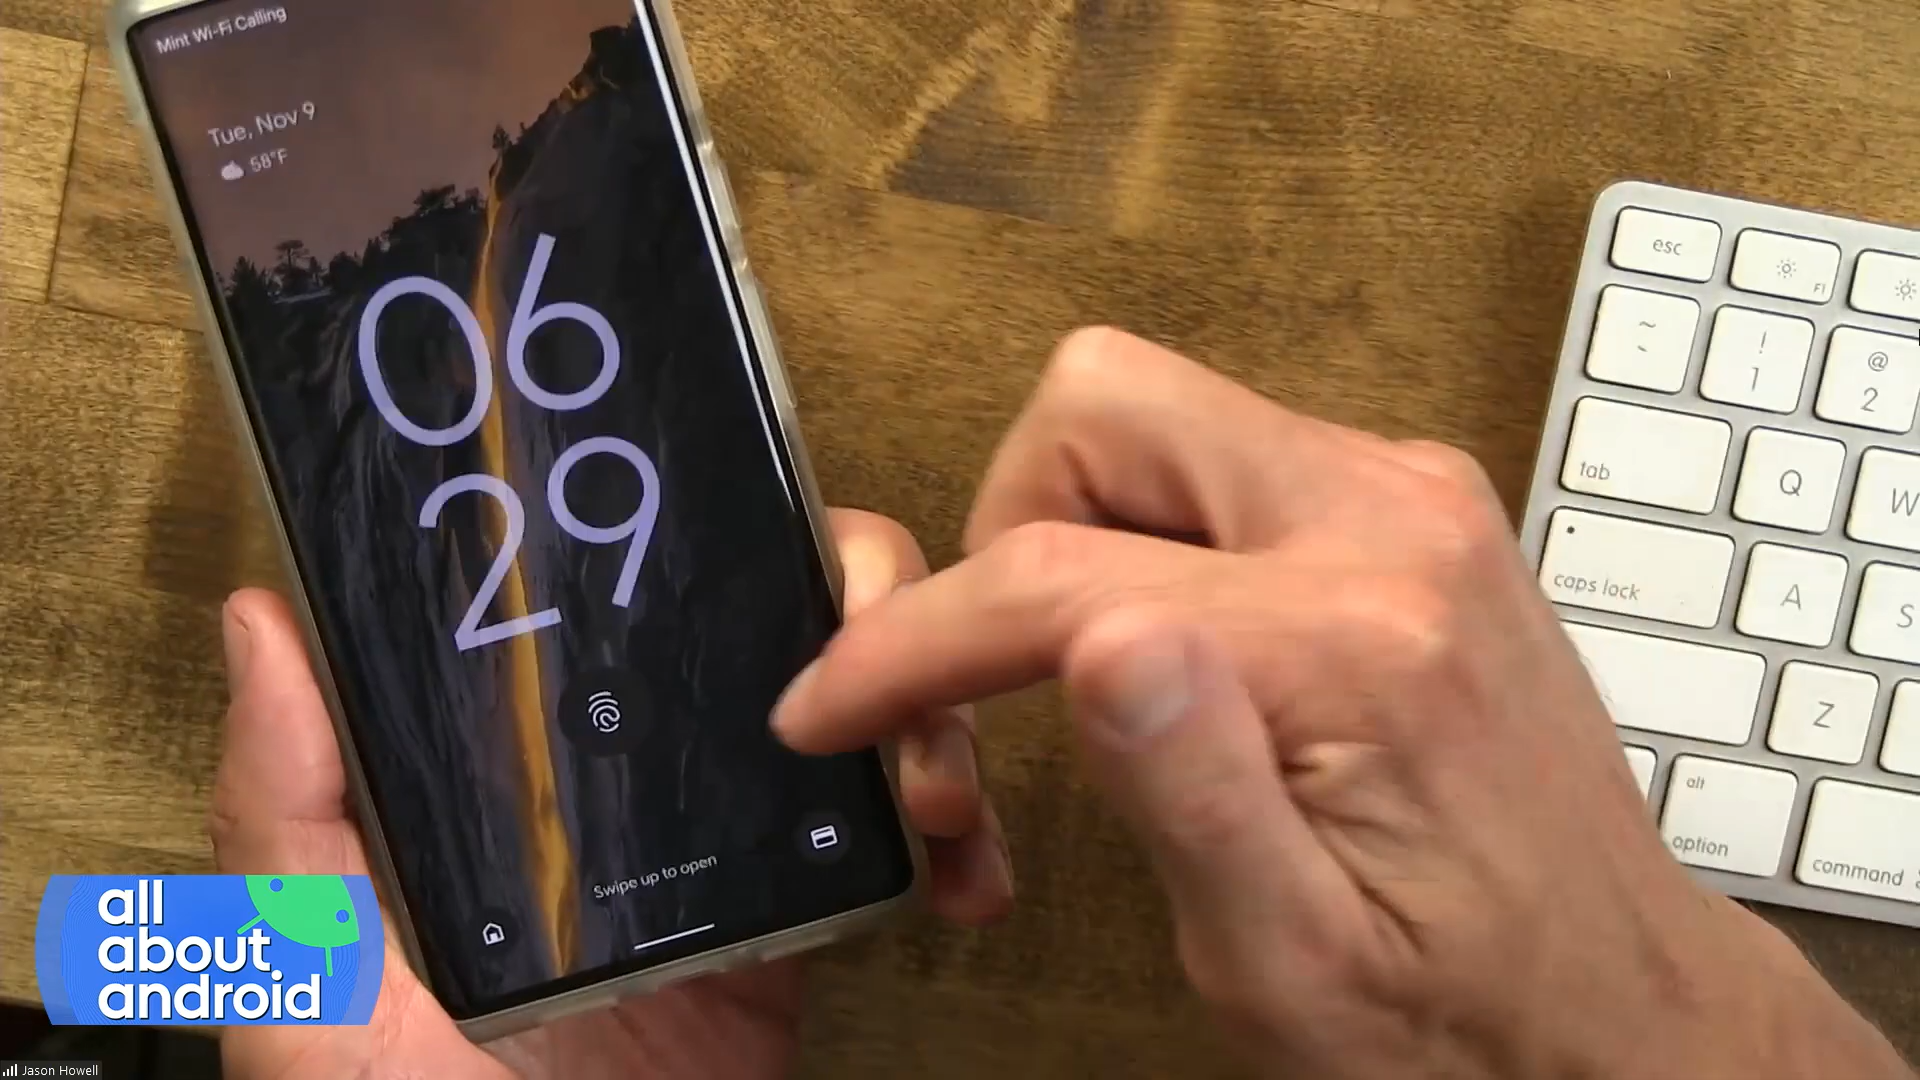 Mint Wi-Fi Calling
Tue, Nov 9
58°F
06
29
Swipe up to open
esc
F1
~
!
1
@
2
tab
Q
W
caps lock
A
S
Z
alt
option
command
all
about
android
Jason Howell